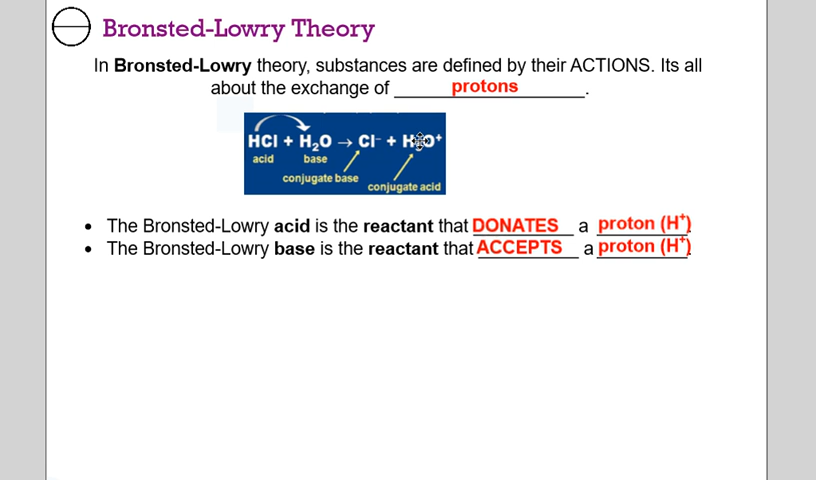 Bronsted-Lowry Theory
In Bronsted-Lowry theory, substances are defined by their ACTIONS. Its all
about the exchange of protons.
HCl + H₂O → Cl⁻ + H₃O⁺
acid base
conjugate base
conjugate acid
• The Bronsted-Lowry acid is the reactant that DONATES a proton (H⁺).
• The Bronsted-Lowry base is the reactant that ACCEPTS a proton (H⁺).